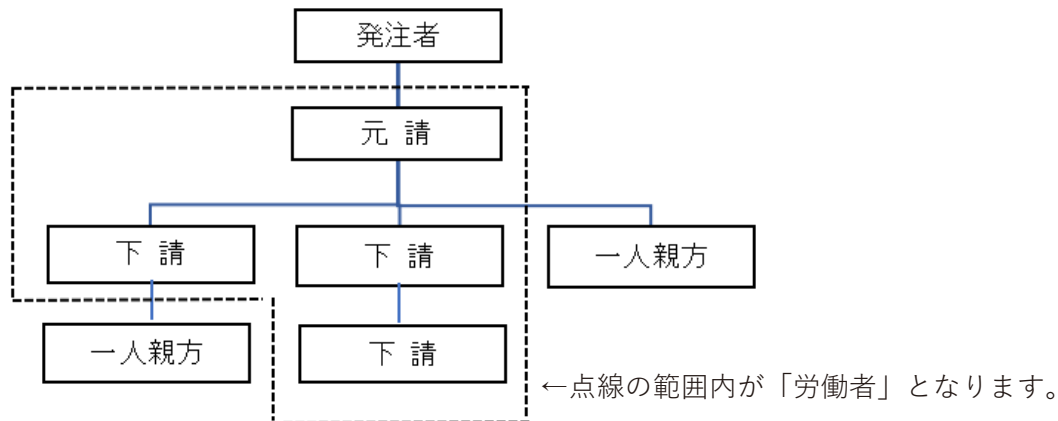 発注者
元 請
下 請
下 請
一人親方
一人親方
下 請
←点線の範囲内が「労働者」となります。